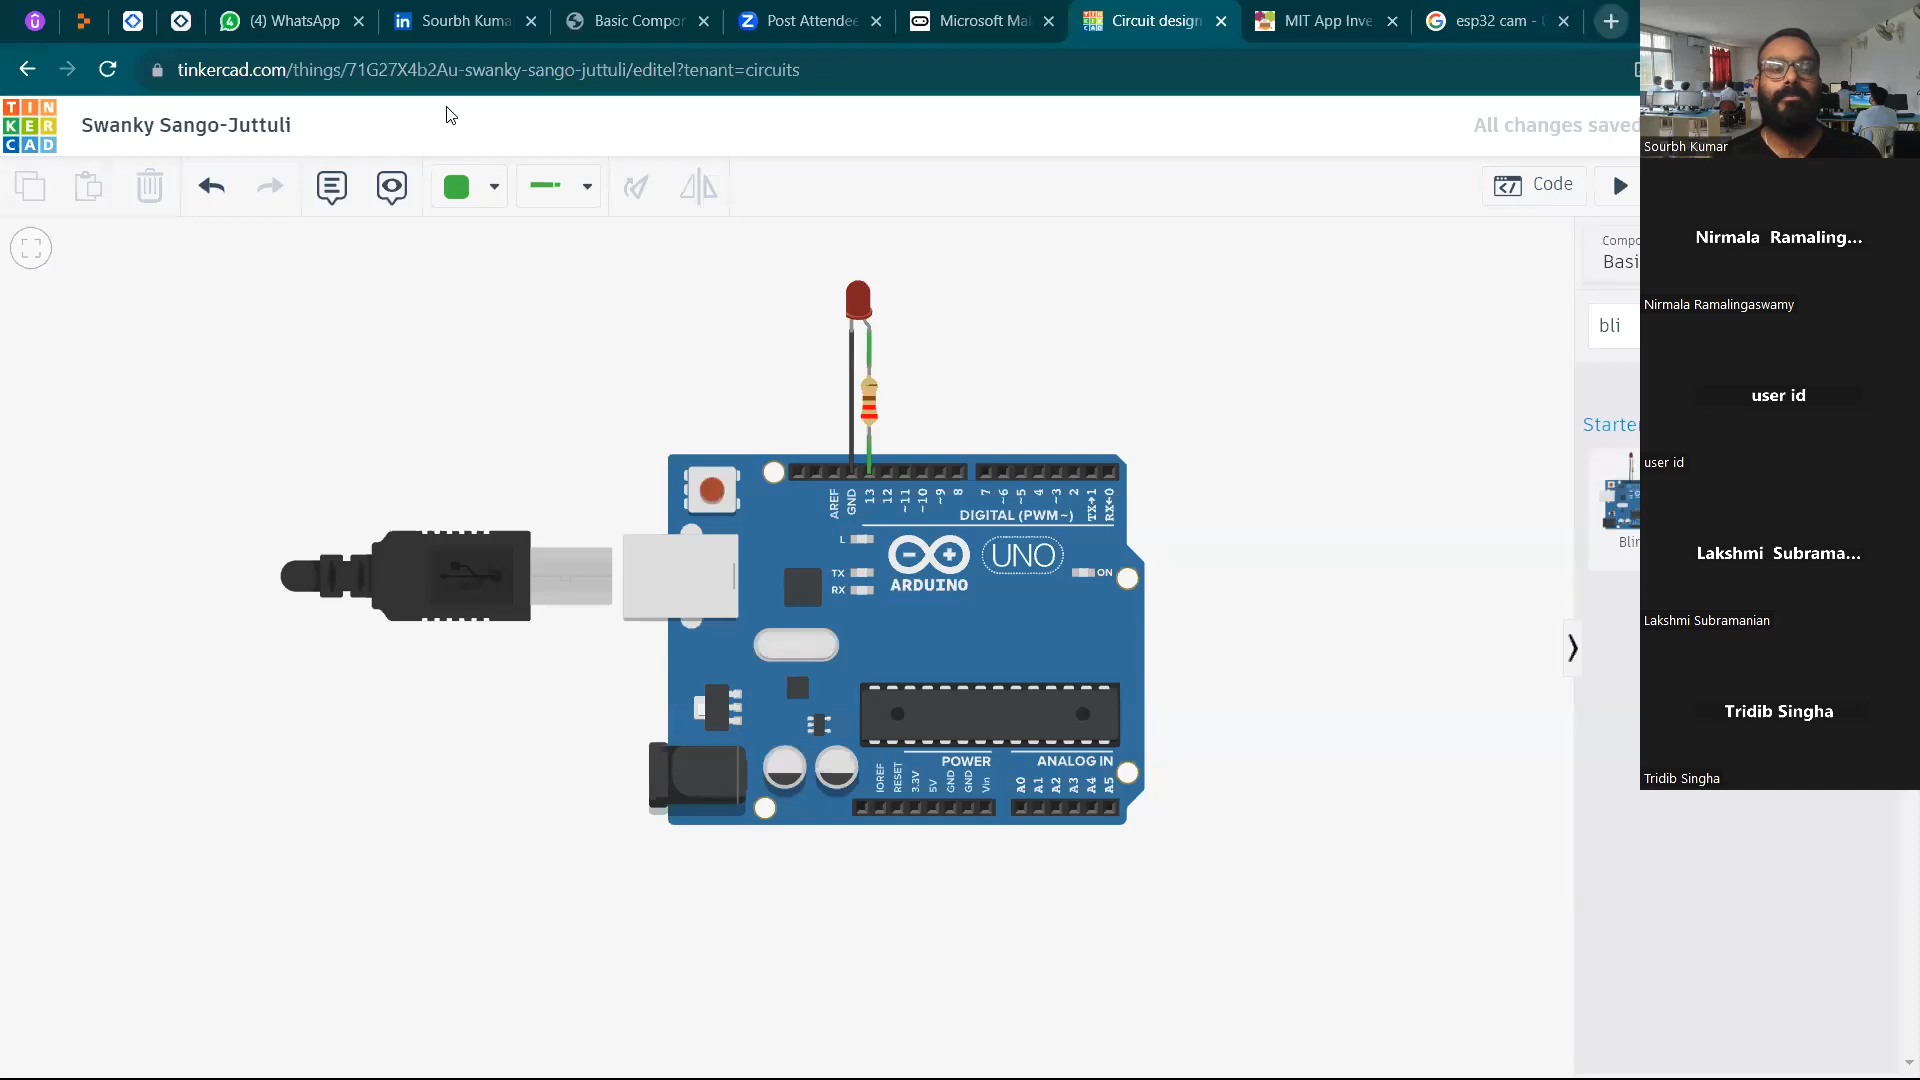 (4) WhatsApp
Sourbh Kuma
Basic Compor
Post Attende
Microsoft Ma
Circuit design
MIT App Inve
esp32 cam -
tinkercad.com/things/71G27X4b2Au-swanky-sango-juttuli/editel?tenant=circuits
TIN
KER
CAD
Swanky Sango-Juttuli
All changes saved
Code
Compo
Basi
bli
Starter
Blin
AREF
GND
13
12
~11
~10
~9
8
7
~6
~5
4
~3
2
TX→1
RX←0
DIGITAL (PWM~)
L
TX
RX
ARDUINO
UNO
ON
POWER
ANALOG IN
IOREF
RESET
3.3V
5V
GND
GND
Vin
A0
A1
A2
A3
A4
A5
Sourbh Kumar
Nirmala Ramaling...
Nirmala Ramalingaswamy
user id
user id
Lakshmi Subrama...
Lakshmi Subramanian
Tridib Singha
Tridib Singha